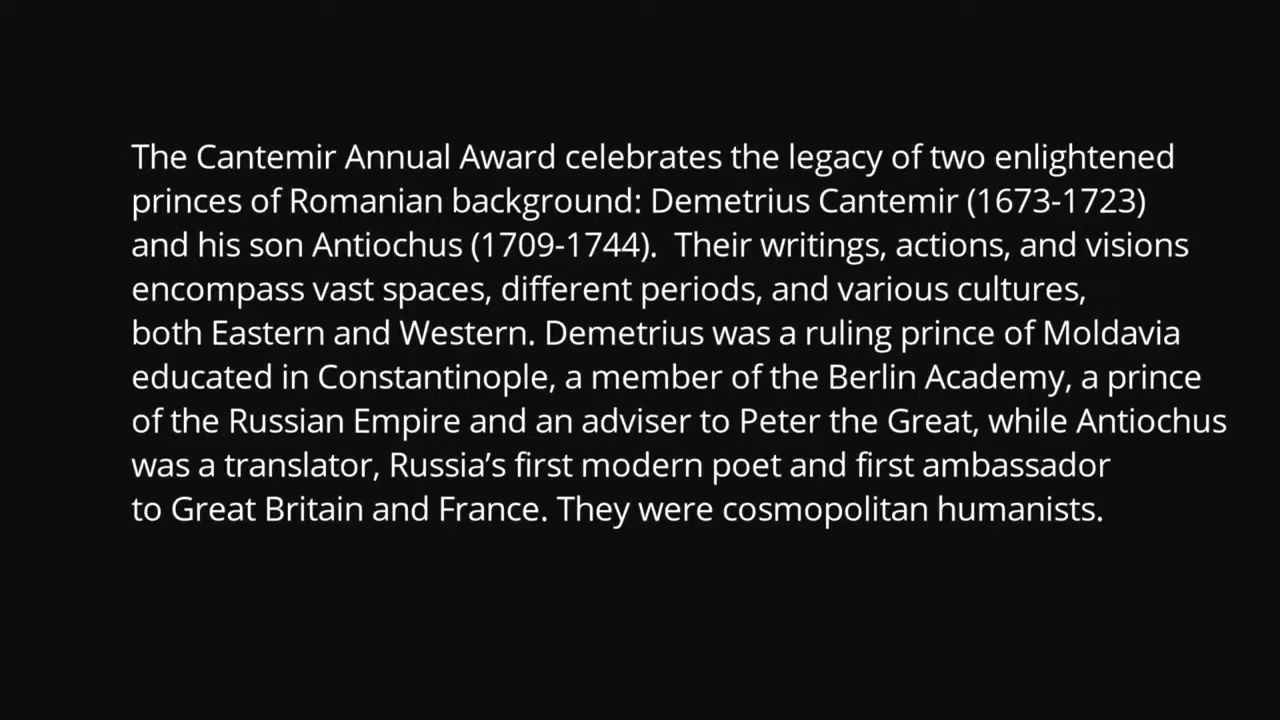 The Cantemir Annual Award celebrates the legacy of two enlightened
princes of Romanian background: Demetrius Cantemir (1673-1723)
and his son Antiochus (1709-1744).  Their writings, actions, and visions
encompass vast spaces, different periods, and various cultures,
both Eastern and Western. Demetrius was a ruling prince of Moldavia
educated in Constantinople, a member of the Berlin Academy, a prince
of the Russian Empire and an adviser to Peter the Great, while Antiochus
was a translator, Russia’s first modern poet and first ambassador
to Great Britain and France. They were cosmopolitan humanists.